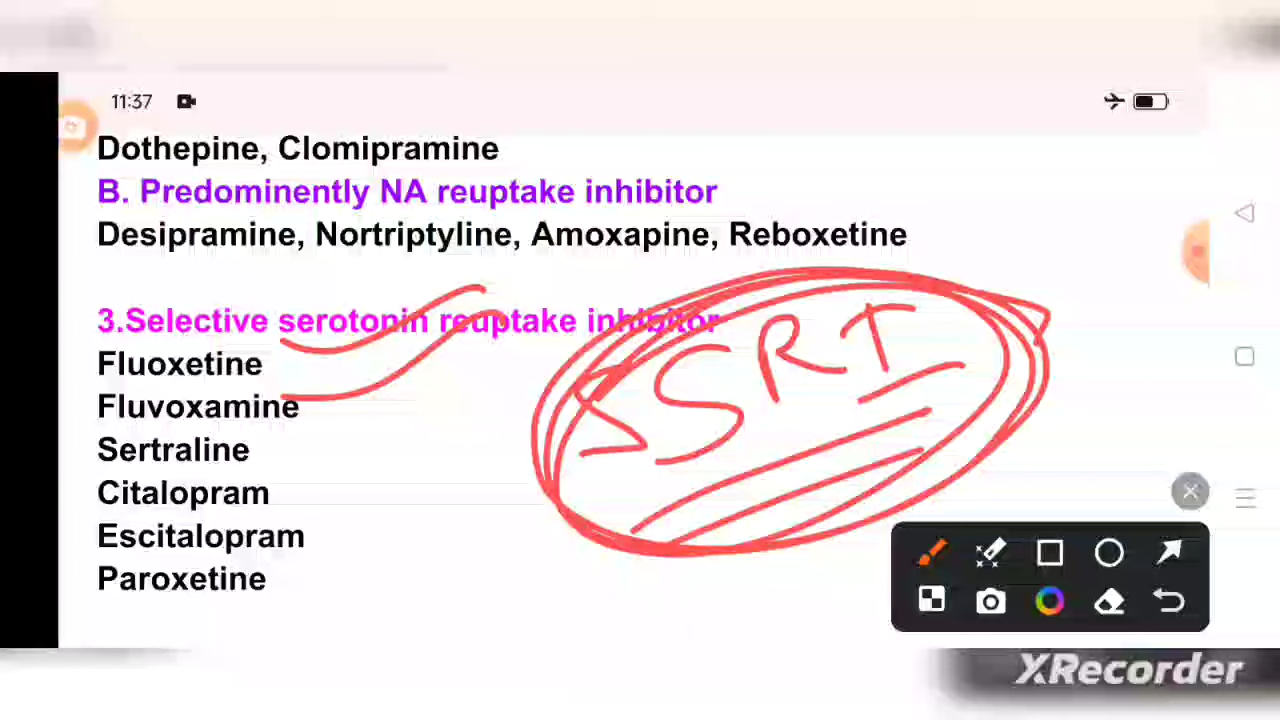 11:37
Dothepine, Clomipramine
B. Predominently NA reuptake inhibitor
Desipramine, Nortriptyline, Amoxapine, Reboxetine
3.Selective serotonin reuptake inhibitor
SSRI
Fluoxetine
Fluvoxamine
Sertraline
Citalopram
Escitalopram
Paroxetine
XRecorder